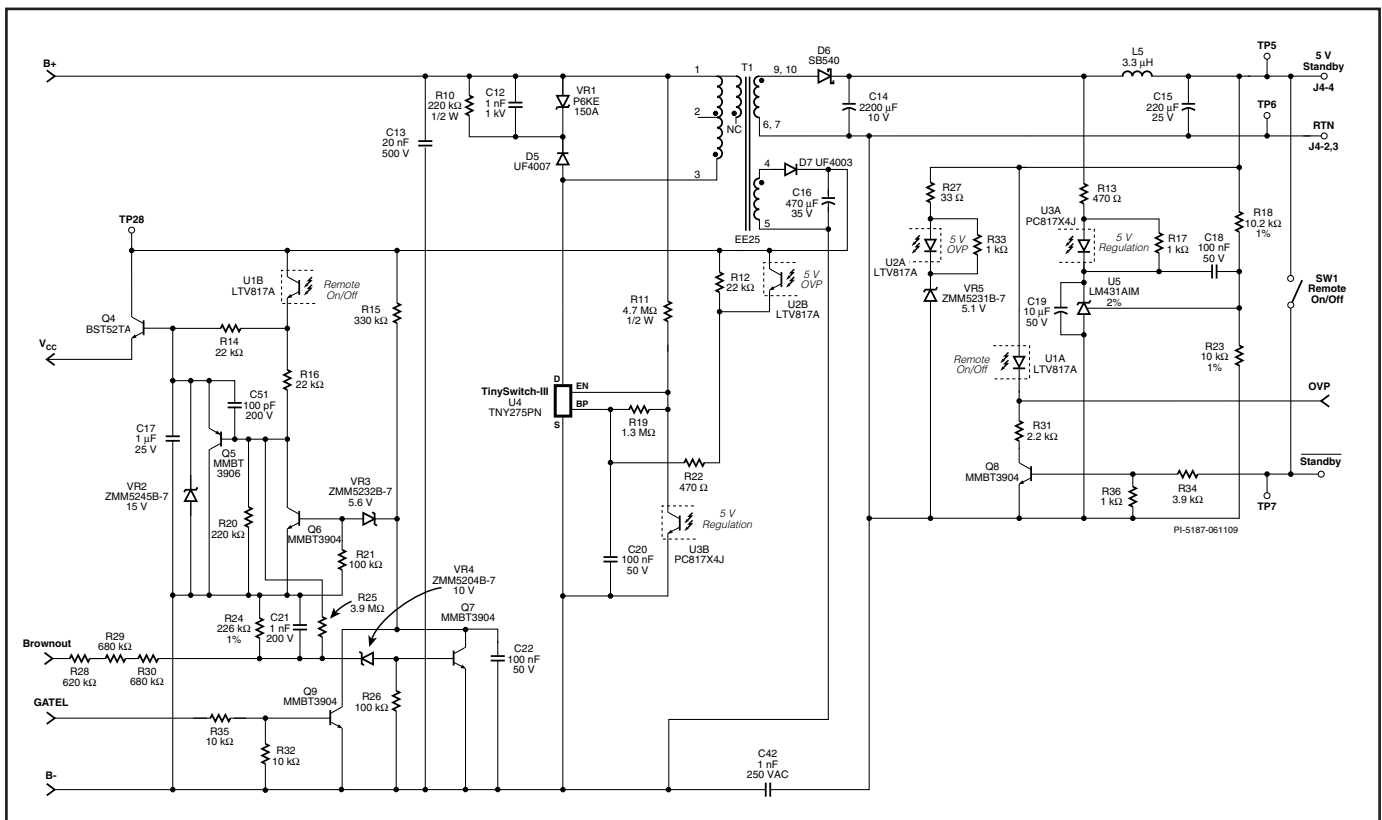 B+
R10
220 kΩ
1/2 W
C12
1 nF
1 kV
VR1
P6KE
150A
C13
20 nF
500 V
D5
UF4007
1
2
3
NC
T1
9, 10
6, 7
4
5
EE25
D6
SB540
C14
2200 μF
10 V
L5
3.3 μH
C15
220 μF
25 V
TP5
5 V
Standby
J4-4
TP6
RTN
J4-2,3
D7 UF4003
C16
470 μF
35 V
TP28
U1B
LTV817A
Remote
On/Off
Q4
BST52TA
VCC
R14
22 kΩ
R15
330 kΩ
R16
22 kΩ
R11
4.7 MΩ
1/2 W
R12
22 kΩ
5 V
OVP
U2B
LTV817A
R27
33 Ω
5 V
OVP
U2A
LTV817A
R33
1 kΩ
VR5
ZMM5231B-7
5.1 V
R13
470 Ω
U3A
PC817X4J
5 V
Regulation
R17
1 kΩ
C18
100 nF
50 V
R18
10.2 kΩ
1%
C19
10 μF
50 V
U5
LM431AIM
2%
SW1
Remote
On/Off
R23
10 kΩ
1%
Remote
On/Off
U1A
LTV817A
OVP
R31
2.2 kΩ
Q8
MMBT3904
R36
1 kΩ
R34
3.9 kΩ
Standby
TP7
PI-5187-061109
TinySwitch-III
U4
TNY275PN
D
S
EN
BP
R19
1.3 MΩ
R22
470 Ω
C20
100 nF
50 V
5 V
Regulation
U3B
PC817X4J
C17
1 μF
25 V
C51
100 pF
200 V
Q5
MMBT
3906
VR2
ZMM5245B-7
15 V
R20
220 kΩ
VR3
ZMM5232B-7
5.6 V
Q6
MMBT3904
R21
100 kΩ
VR4
ZMM5204B-7
10 V
Q7
MMBT3904
R24
226 kΩ
1%
C21
1 nF
200 V
R25
3.9 MΩ
C22
100 nF
50 V
Brownout
R28
620 kΩ
R29
680 kΩ
R30
680 kΩ
R26
100 kΩ
Q9
MMBT3904
GATEL
R35
10 kΩ
R32
10 kΩ
B-
C42
1 nF
250 VAC